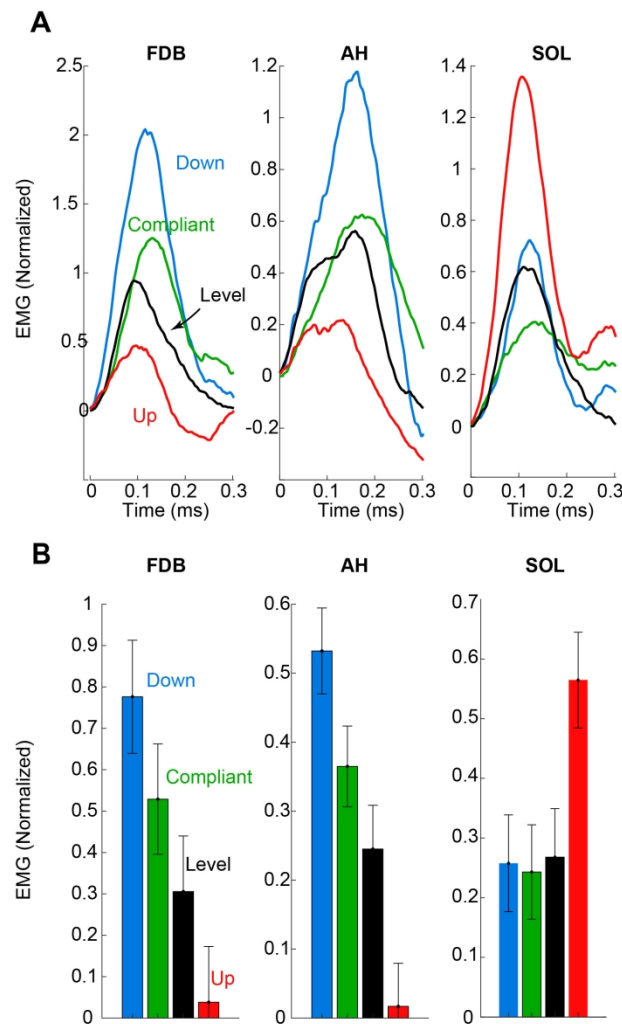 A
FDB AH SOL
2.5 1.2 1.4
2 1 1.2
Down
1.5 0.8 1
Compliant
0.6 0.8
1 0.4 0.6
Level
0.5 0.2 0.4
0 0 0.2
Up
-0.2 0
EMG (Normalized)
0 0.1 0.2 0.3 0 0.1 0.2 0.3 0 0.1 0.2 0.3
Time (ms) Time (ms) Time (ms)
B
FDB AH SOL
1 0.6 0.7
0.9 0.6
0.8 0.5
Down
0.7 0.4 0.5
0.6
Compliant
0.5 0.3 0.4
0.4 0.3
Level
0.3 0.2
0.2 0.1 0.2
0.1 0.1
Up
0 0 0
EMG (Normalized)